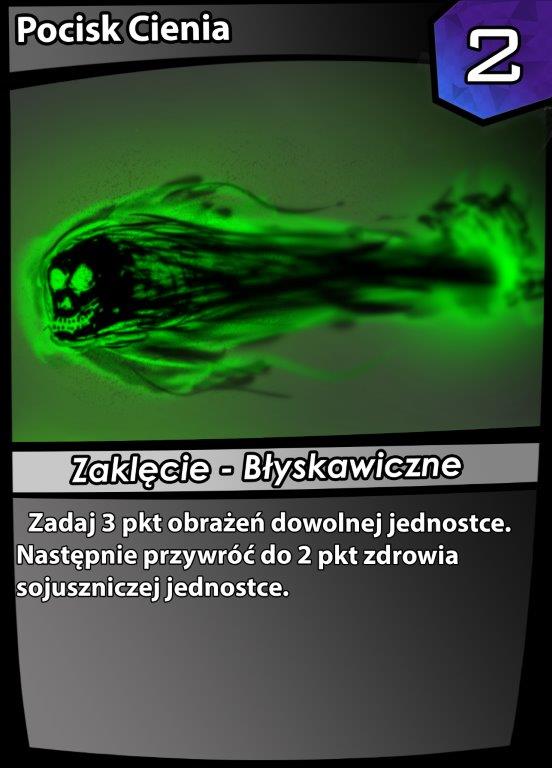 Pocisk Cienia
2
Zaklęcie - Błyskawiczne
Zadaj 3 pkt obrażeń dowolnej jednostce.
Następnie przywróć do 2 pkt zdrowia
sojuszniczej jednostce.